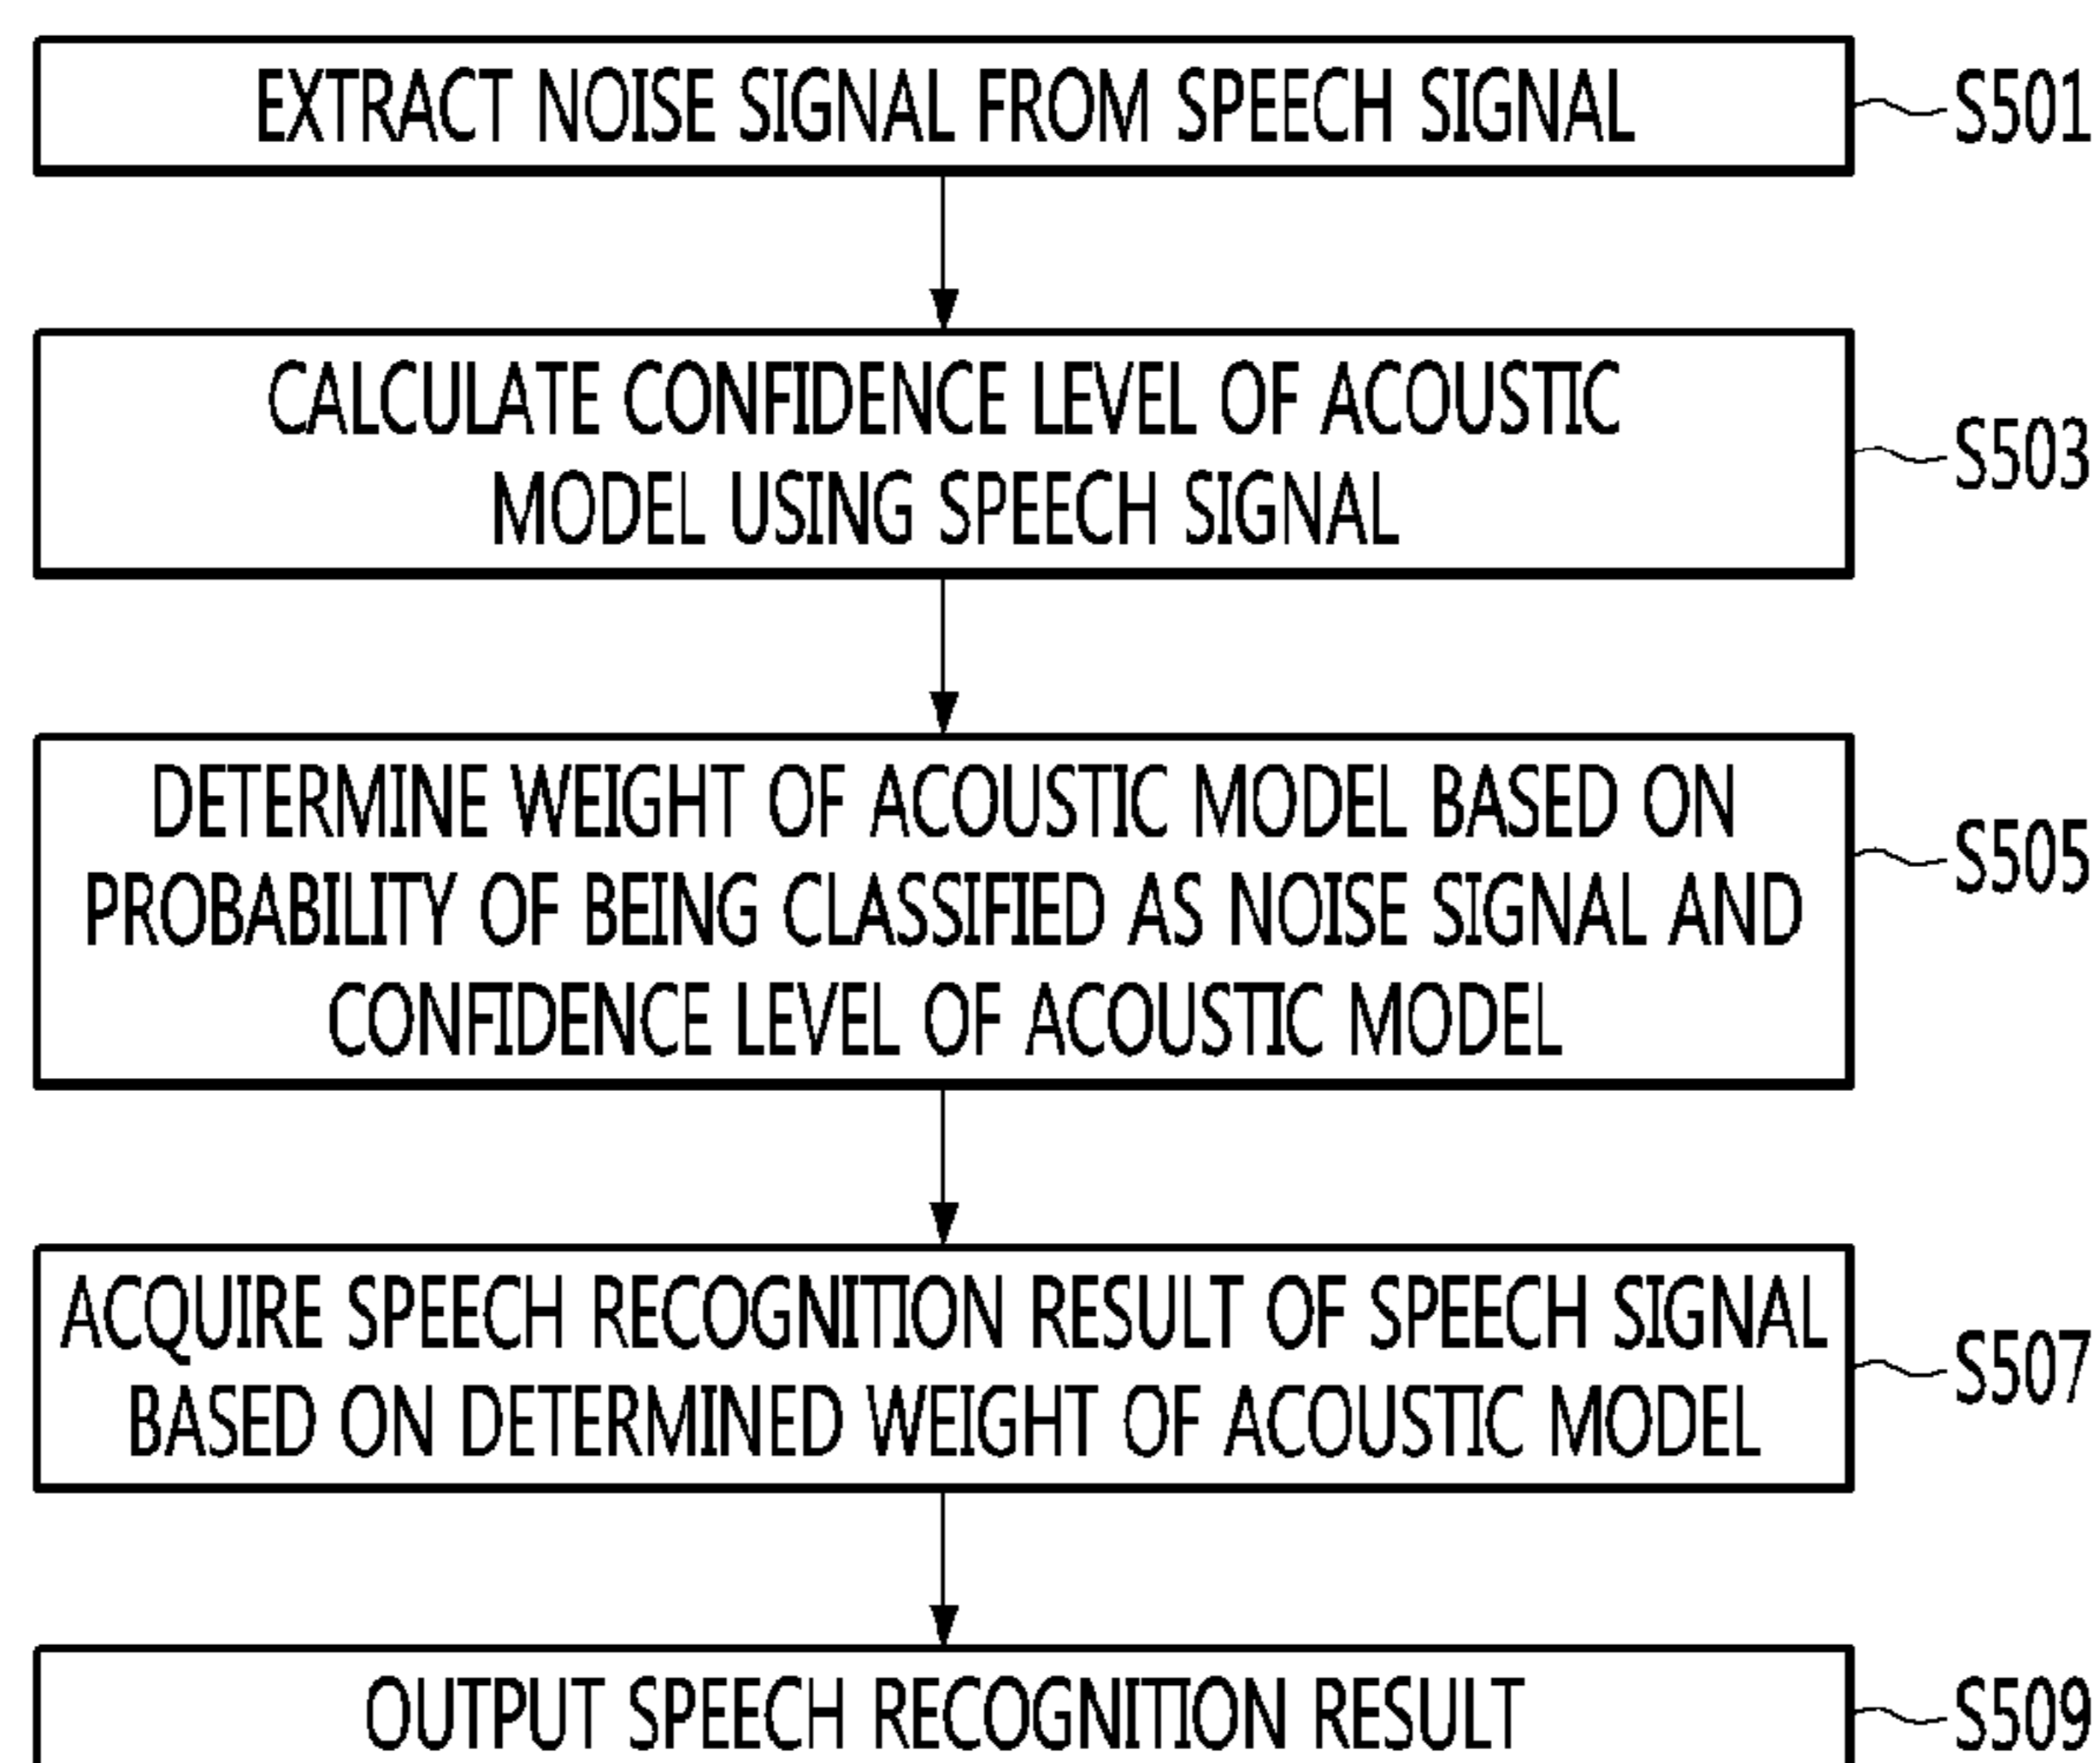 EXTRACT NOISE SIGNAL FROM SPEECH SIGNAL
S501
CALCULATE CONFIDENCE LEVEL OF ACOUSTIC
MODEL USING SPEECH SIGNAL
S503
DETERMINE WEIGHT OF ACOUSTIC MODEL BASED ON
PROBABILITY OF BEING CLASSIFIED AS NOISE SIGNAL AND
CONFIDENCE LEVEL OF ACOUSTIC MODEL
S505
ACQUIRE SPEECH RECOGNITION RESULT OF SPEECH SIGNAL
BASED ON DETERMINED WEIGHT OF ACOUSTIC MODEL
S507
OUTPUT SPEECH RECOGNITION RESULT
S509